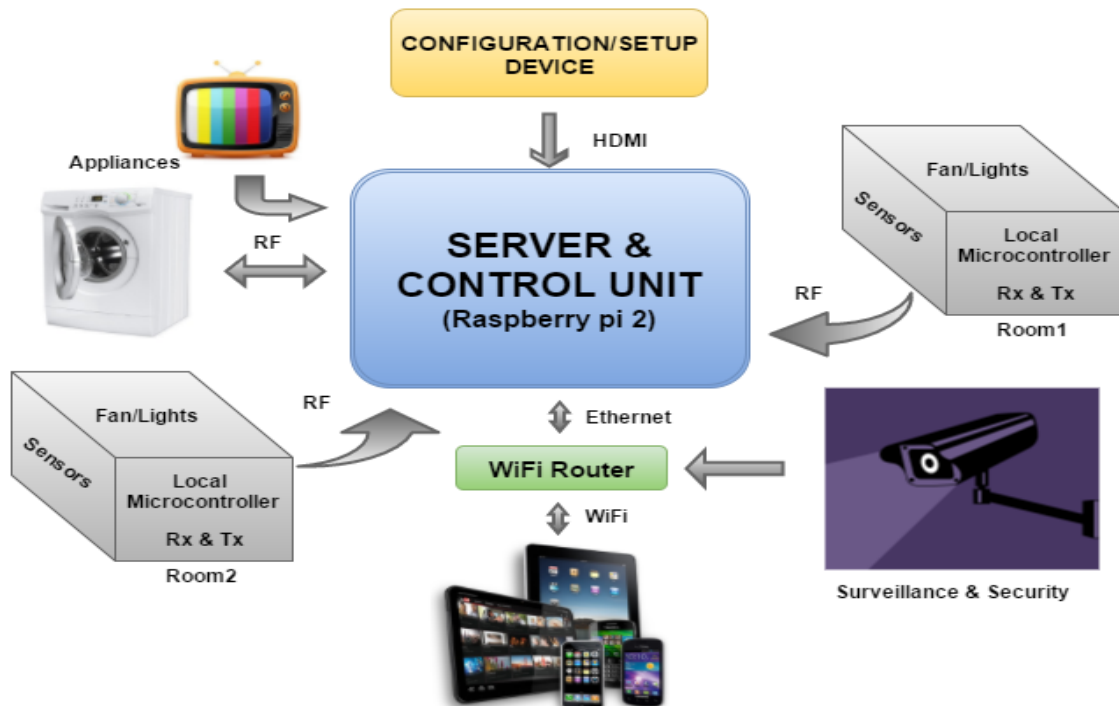 CONFIGURATION/SETUP
DEVICE
HDMI
Appliances
RF
SERVER &
CONTROL UNIT
(Raspberry pi 2)
Fan/Lights
Sensors
Local
Microcontroller
Rx & Tx
Room1
RF
Fan/Lights
Sensors
Local
Microcontroller
Rx & Tx
Room2
RF
Ethernet
WiFi Router
WiFi
Surveillance & Security